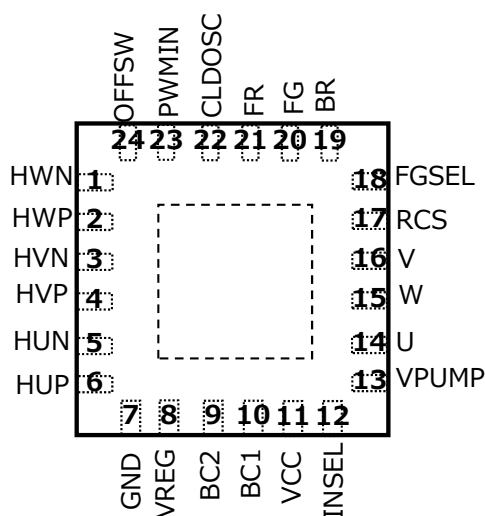 OFFSW
PWMIN
CLDOSC
FR
FG
BR
24 23 22 21 20 19
HWN 1 18 FGSEL
HWP 2 17 RCS
HVN 3 16 V
HVP 4 15 W
HUN 5 14 U
HUP 6 13 VPUMP
7 8 9 10 11 12
GND
VREG
BC2
BC1
VCC
INSEL